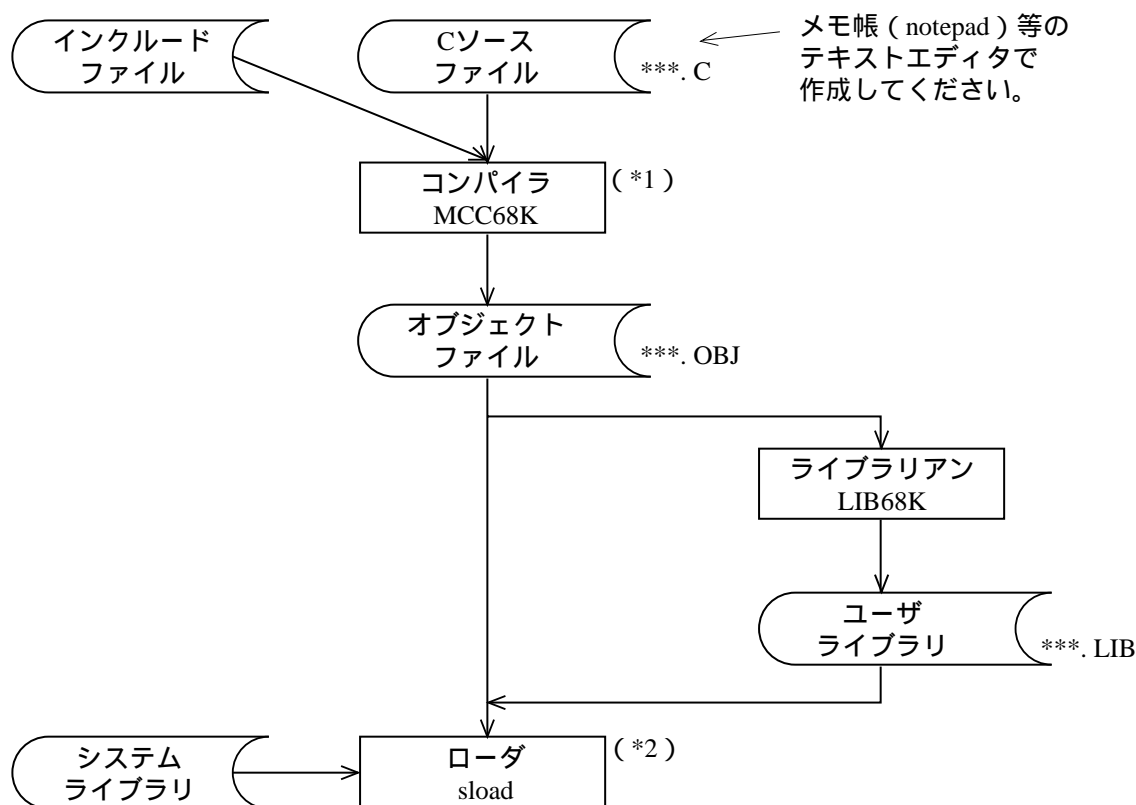 インクルード
ファイル
Cソース
ファイル
***. C
メモ帳（notepad）等の
テキストエディタで
作成してください。
コンパイラ
MCC68K
（*1）
オブジェクト
ファイル
***. OBJ
ライブラリアン
LIB68K
ユーザ
ライブラリ
***. LIB
システム
ライブラリ
ローダ
sload
（*2）